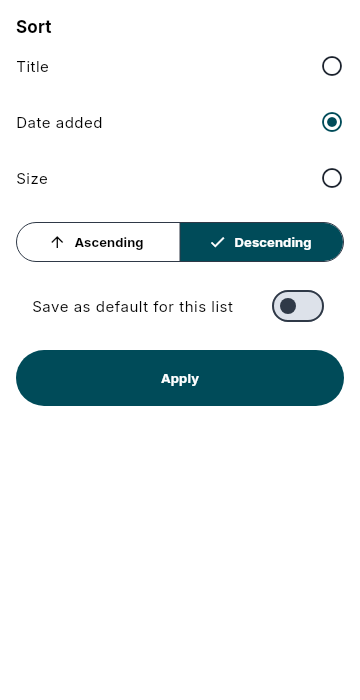 Sort
Title
Date added
Size
Ascending
Descending
Save as default for this list
Apply